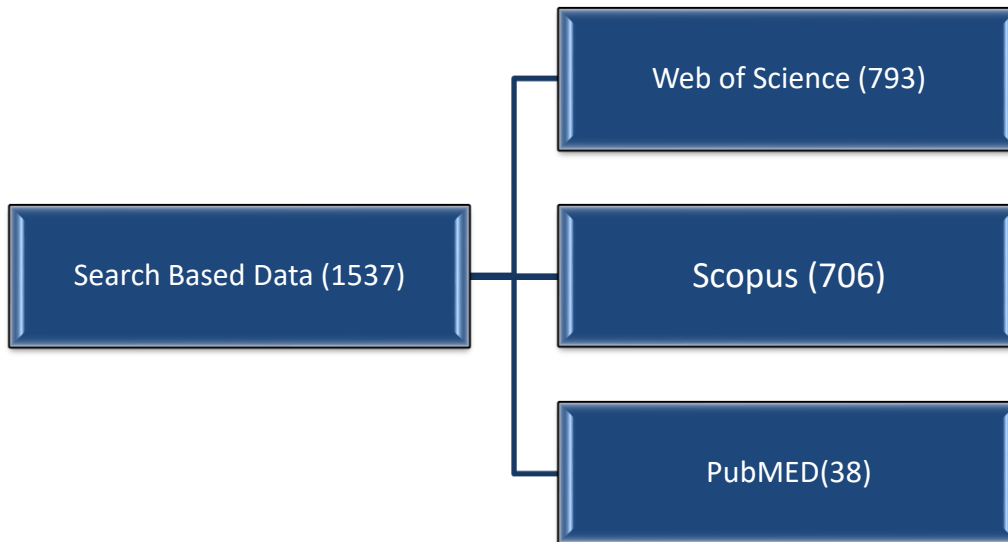 Search Based Data (1537)
Web of Science (793)
Scopus (706)
PubMED(38)